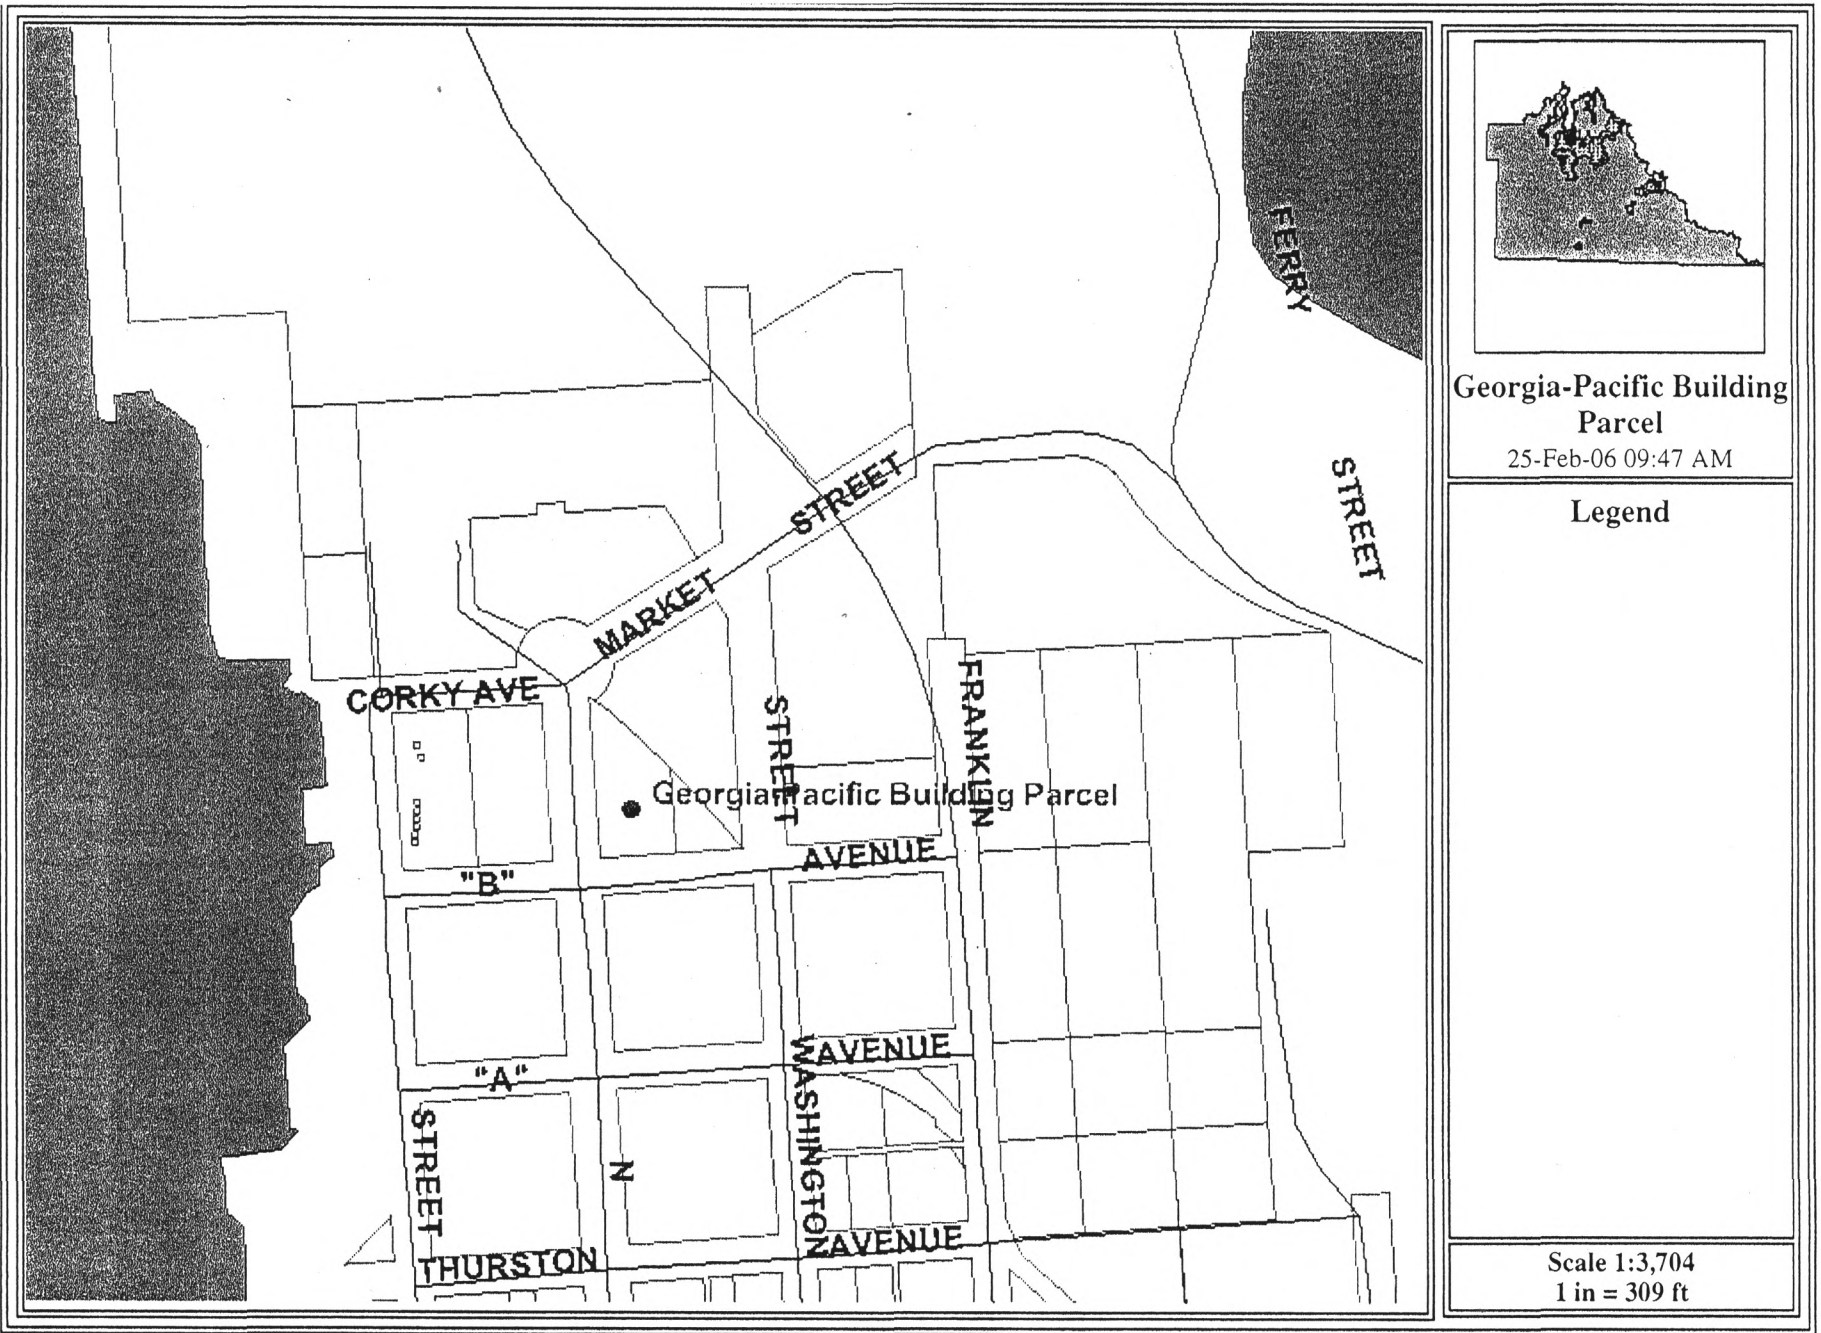 FERRY
STREET
MARKET STREET
CORKY AVE
STREET
FRANKLIN
Georgia-Pacific Building Parcel
"B" AVENUE
"A" AVENUE
STREET
N
WASHINGTON
THURSTON AVENUE
Georgia-Pacific Building
Parcel
25-Feb-06 09:47 AM
Legend
Scale 1:3,704
1 in = 309 ft